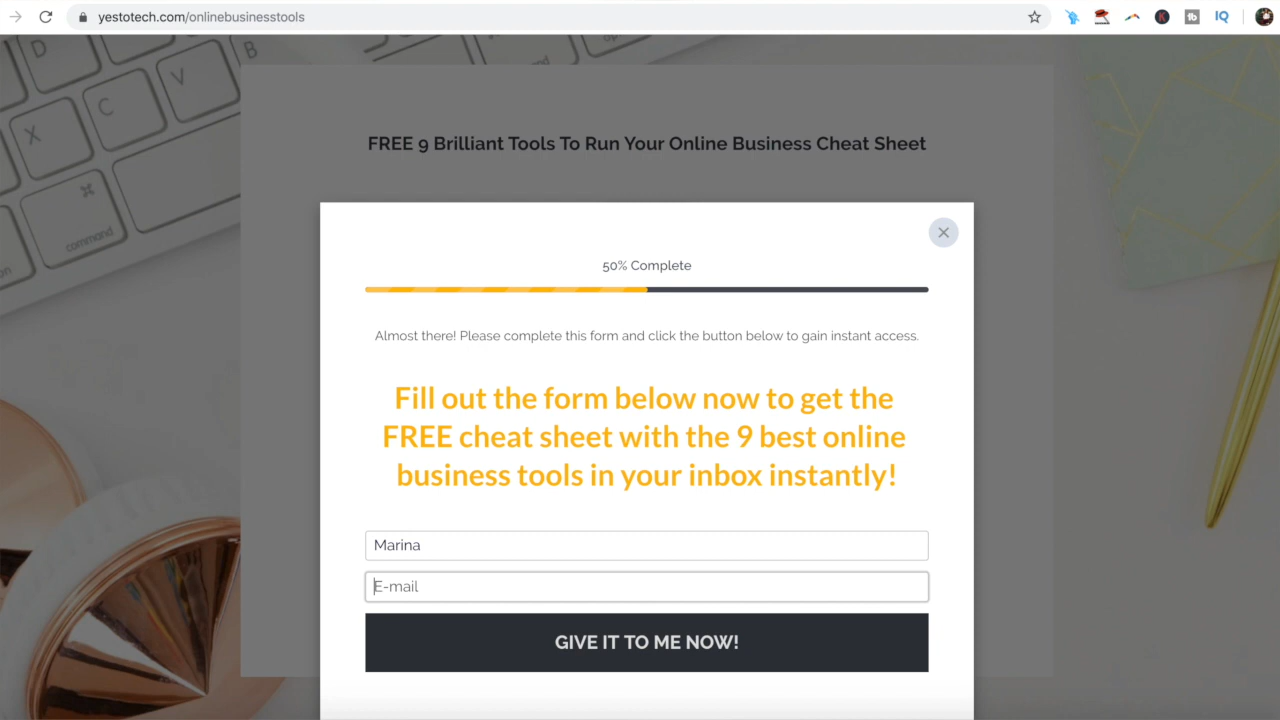 yestotech.com/onlinebusinesstools
tb
IQ
D
B
V
C
X
command
FREE 9 Brilliant Tools To Run Your Online Business Cheat Sheet
50% Complete
Almost there! Please complete this form and click the button below to gain instant access.
Fill out the form below now to get the
FREE cheat sheet with the 9 best online
business tools in your inbox instantly!
Marina
E-mail
GIVE IT TO ME NOW!